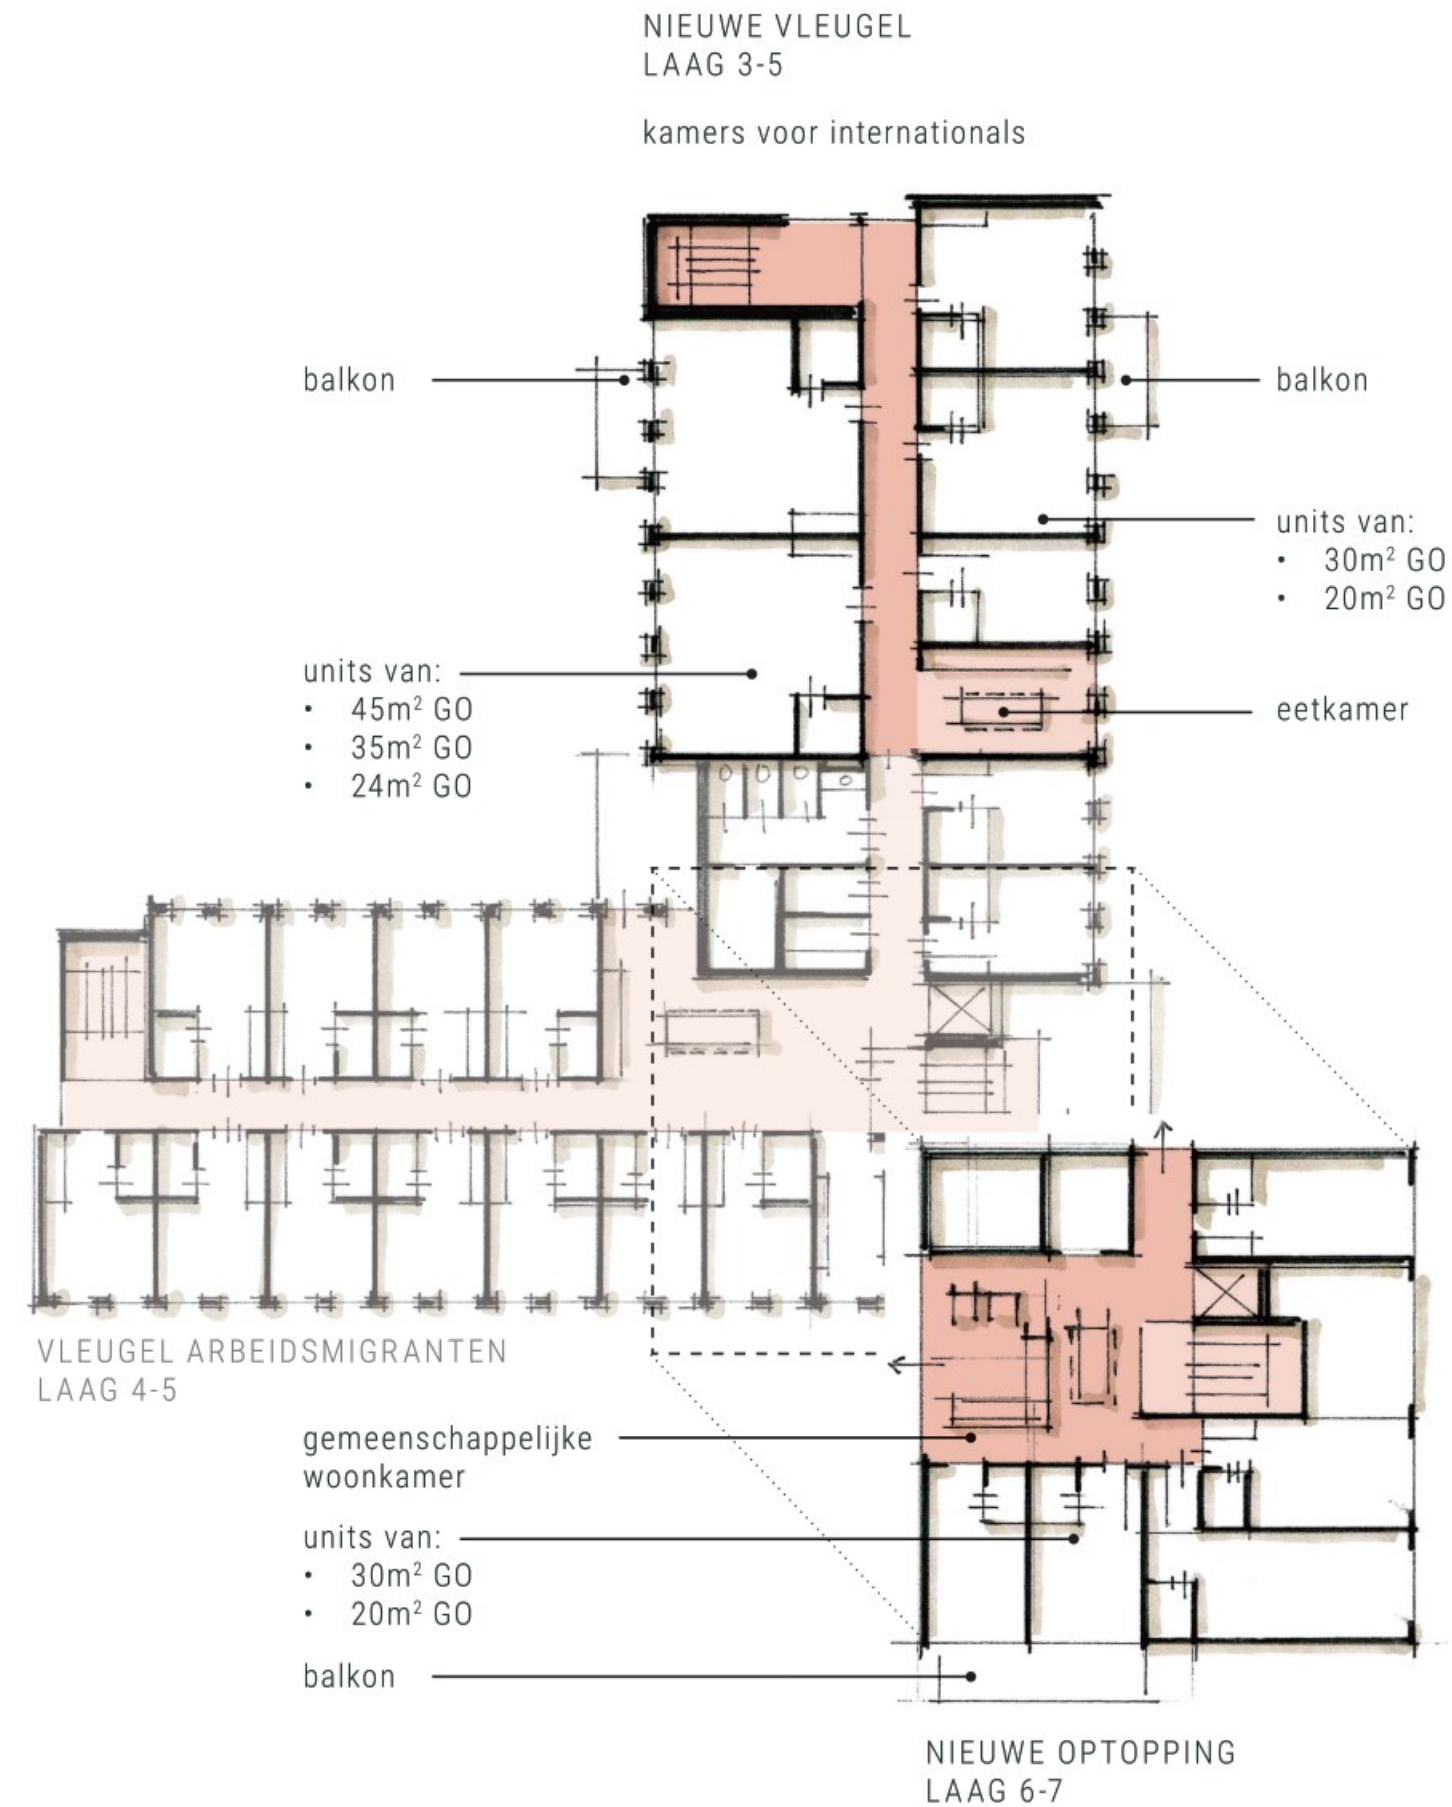 NIEUWE VLEUGEL
LAAG 3-5
kamers voor internationals
balkon
balkon
units van:
• 30m² GO
• 20m² GO
units van:
• 45m² GO
• 35m² GO
• 24m² GO
eetkamer
VLEUGEL ARBEIDSMIGRANTEN
LAAG 4-5
gemeenschappelijke
woonkamer
units van:
• 30m² GO
• 20m² GO
balkon
NIEUWE OPTOPPING
LAAG 6-7